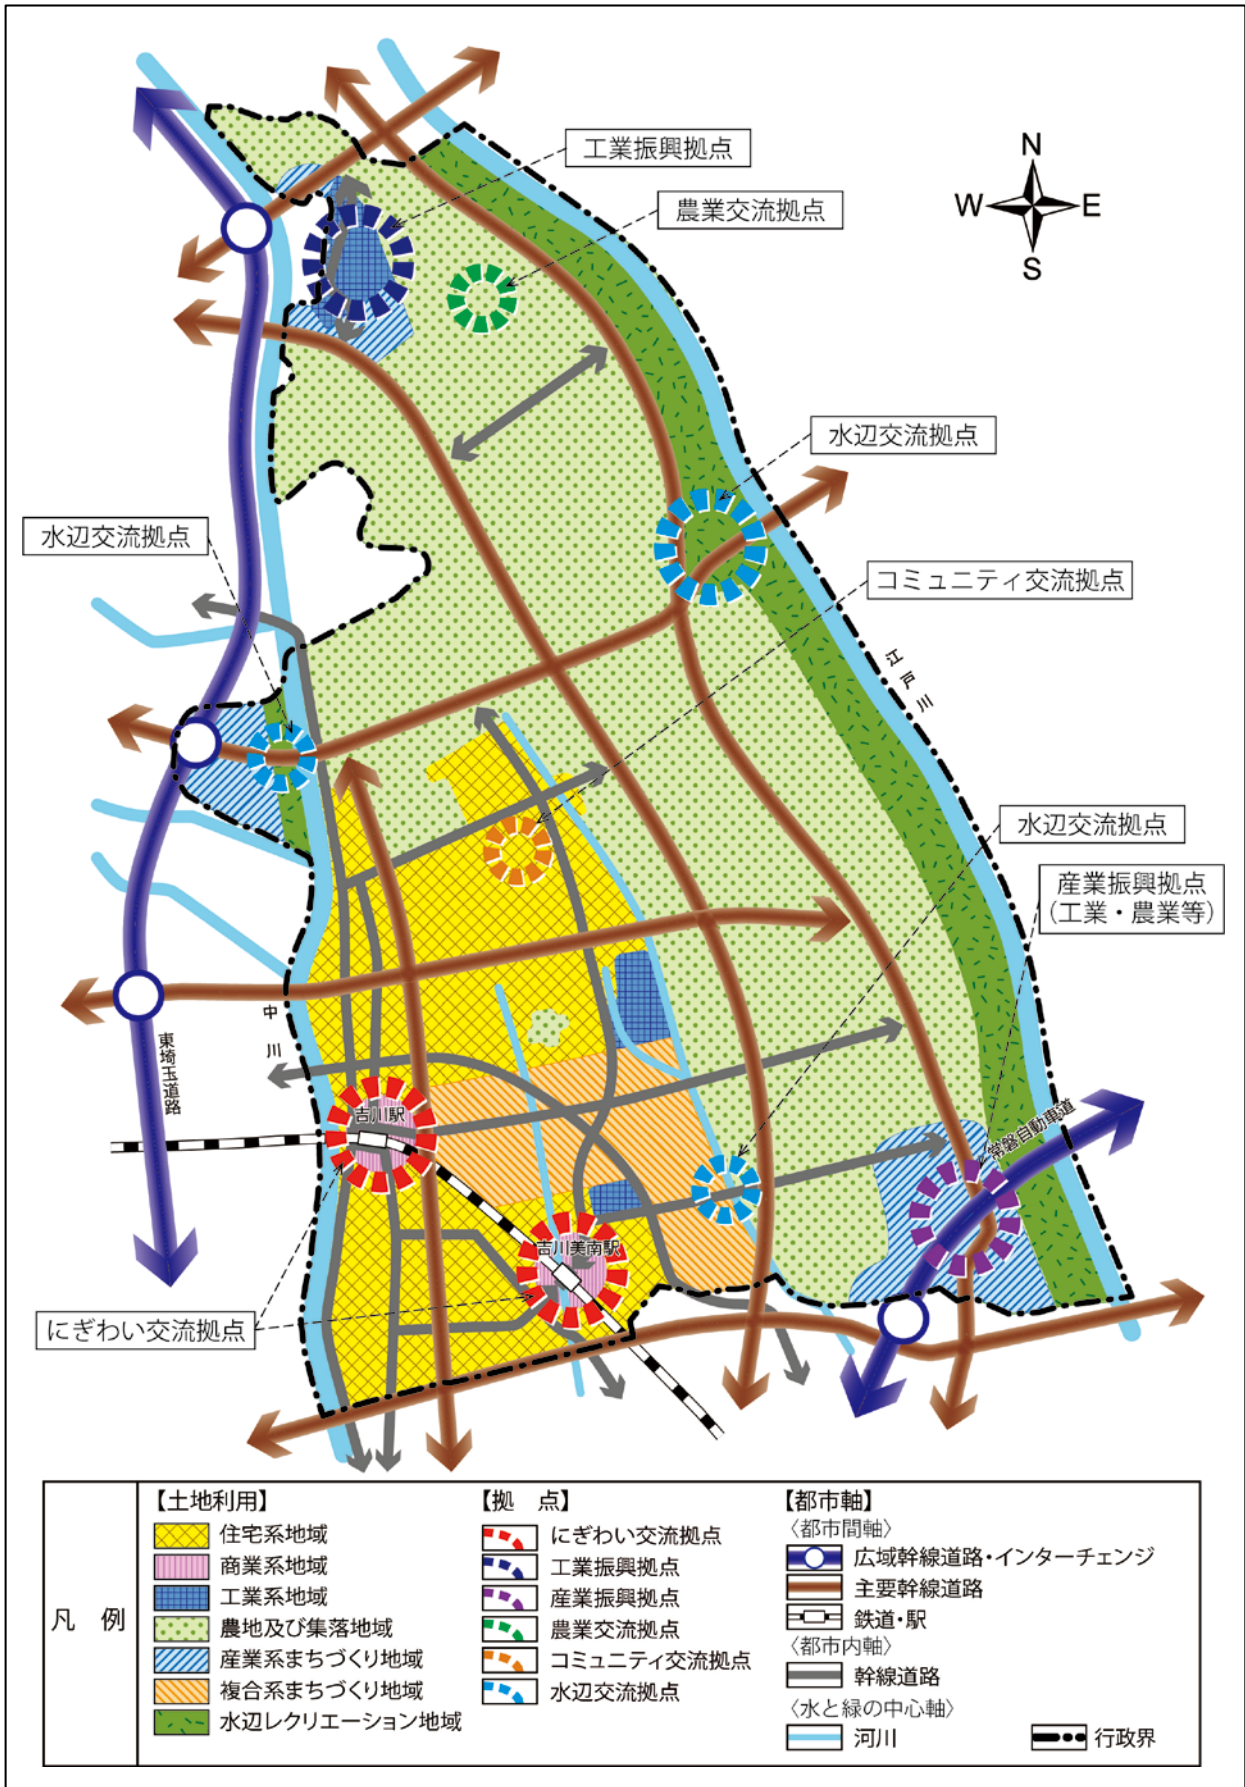 工業振興拠点
N
W
E
S
農業交流拠点
水辺交流拠点
水辺交流拠点
コミュニティ交流拠点
江戸川
水辺交流拠点
産業振興拠点
(工業・農業等)
中川
東埼玉道路
吉川駅
常磐自動車道
吉川美南駅
にぎわい交流拠点
凡 例
【土地利用】
住宅系地域
商業系地域
工業系地域
農地及び集落地域
産業系まちづくり地域
複合系まちづくり地域
水辺レクリエーション地域
【拠 点】
にぎわい交流拠点
工業振興拠点
産業振興拠点
農業交流拠点
コミュニティ交流拠点
水辺交流拠点
【都市軸】
〈都市間軸〉
広域幹線道路・インターチェンジ
主要幹線道路
鉄道・駅
〈都市内軸〉
幹線道路
〈水と緑の中心軸〉
河川
行政界